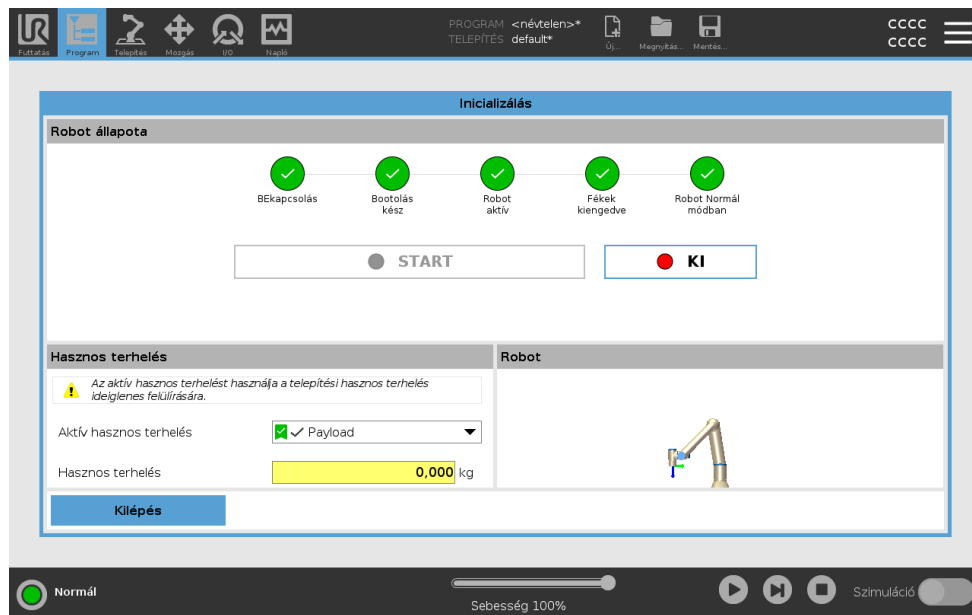 PROGRAM <névtelen>*
TELEPÍTÉS default*
CCCC
CCCC
Futtatás Program Telepítés Mozgás I/O Napló Új... Megnyitás... Mentés...
Inicializálás
Robot állapota
BEkapcsolás Bootolás kész Robot aktív Fékek kiengedve Robot Normál módban
START KI
Hasznos terhelés Robot
Az aktív hasznos terhelést használja a telepítési hasznos terhelés
ideiglenes felülírására.
Aktív hasznos terhelés Payload
Hasznos terhelés 0,000 kg
Kilépés
Normál
Sebesség 100%
Szimuláció